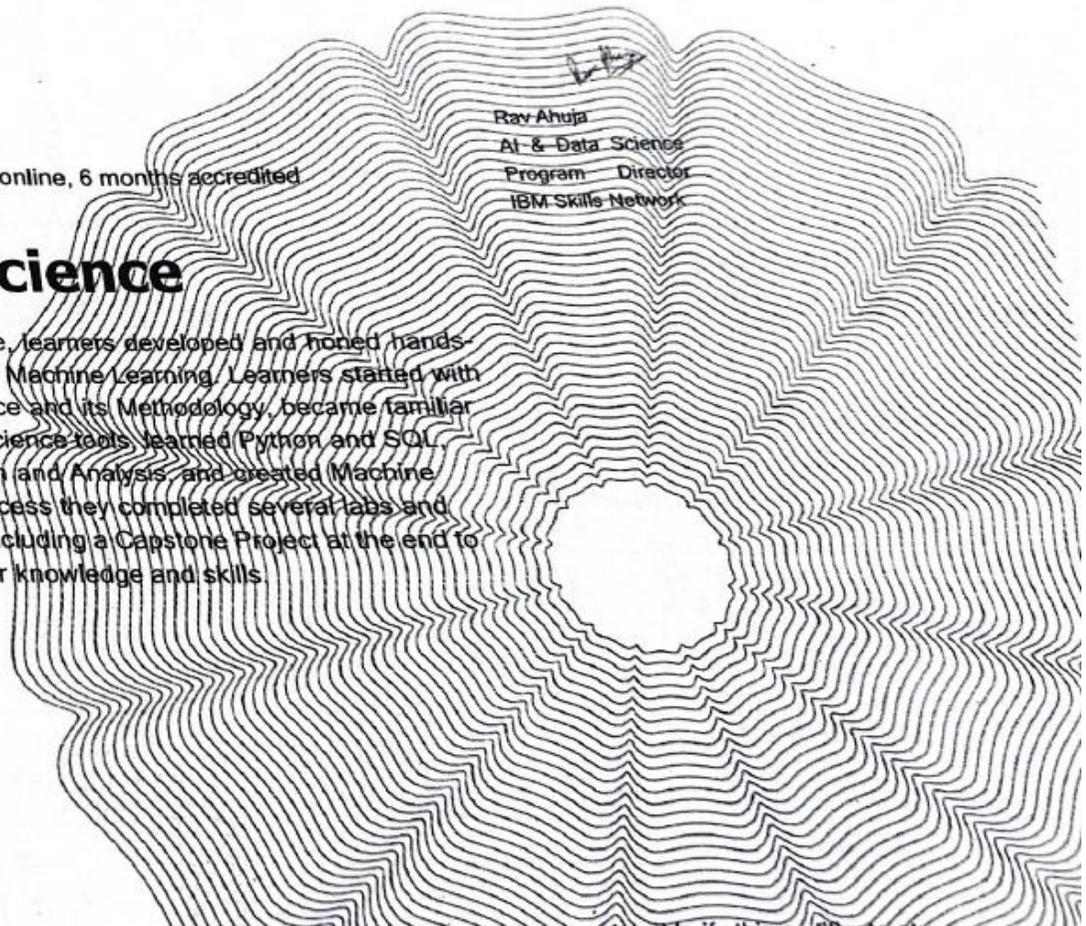 Rav Ahuja
AI & Data Science
Program Director
IBM Skills Network
online, 6 months accredited
cience
e, learners developed and honed hands-
Machine Learning. Learners started with
ce and its Methodology, became familiar
cience tools, learned Python and SQL,
n and Analysis, and created Machine
cess they completed several labs and
cluding a Capstone Project at the end to
r knowledge and skills.